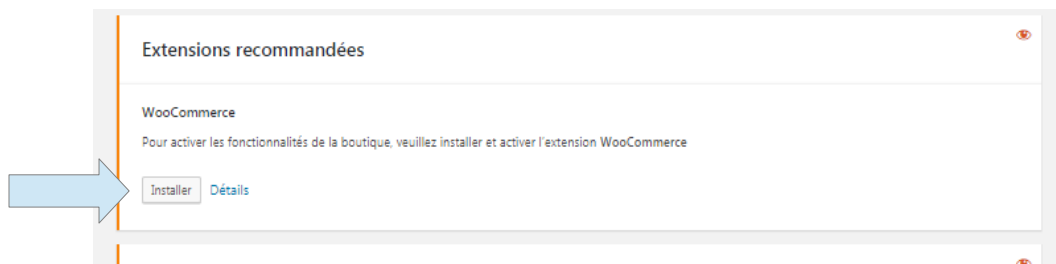 Extensions recommandées
WooCommerce
Pour activer les fonctionnalités de la boutique, veuillez installer et activer l'extension WooCommerce
Installer Détails